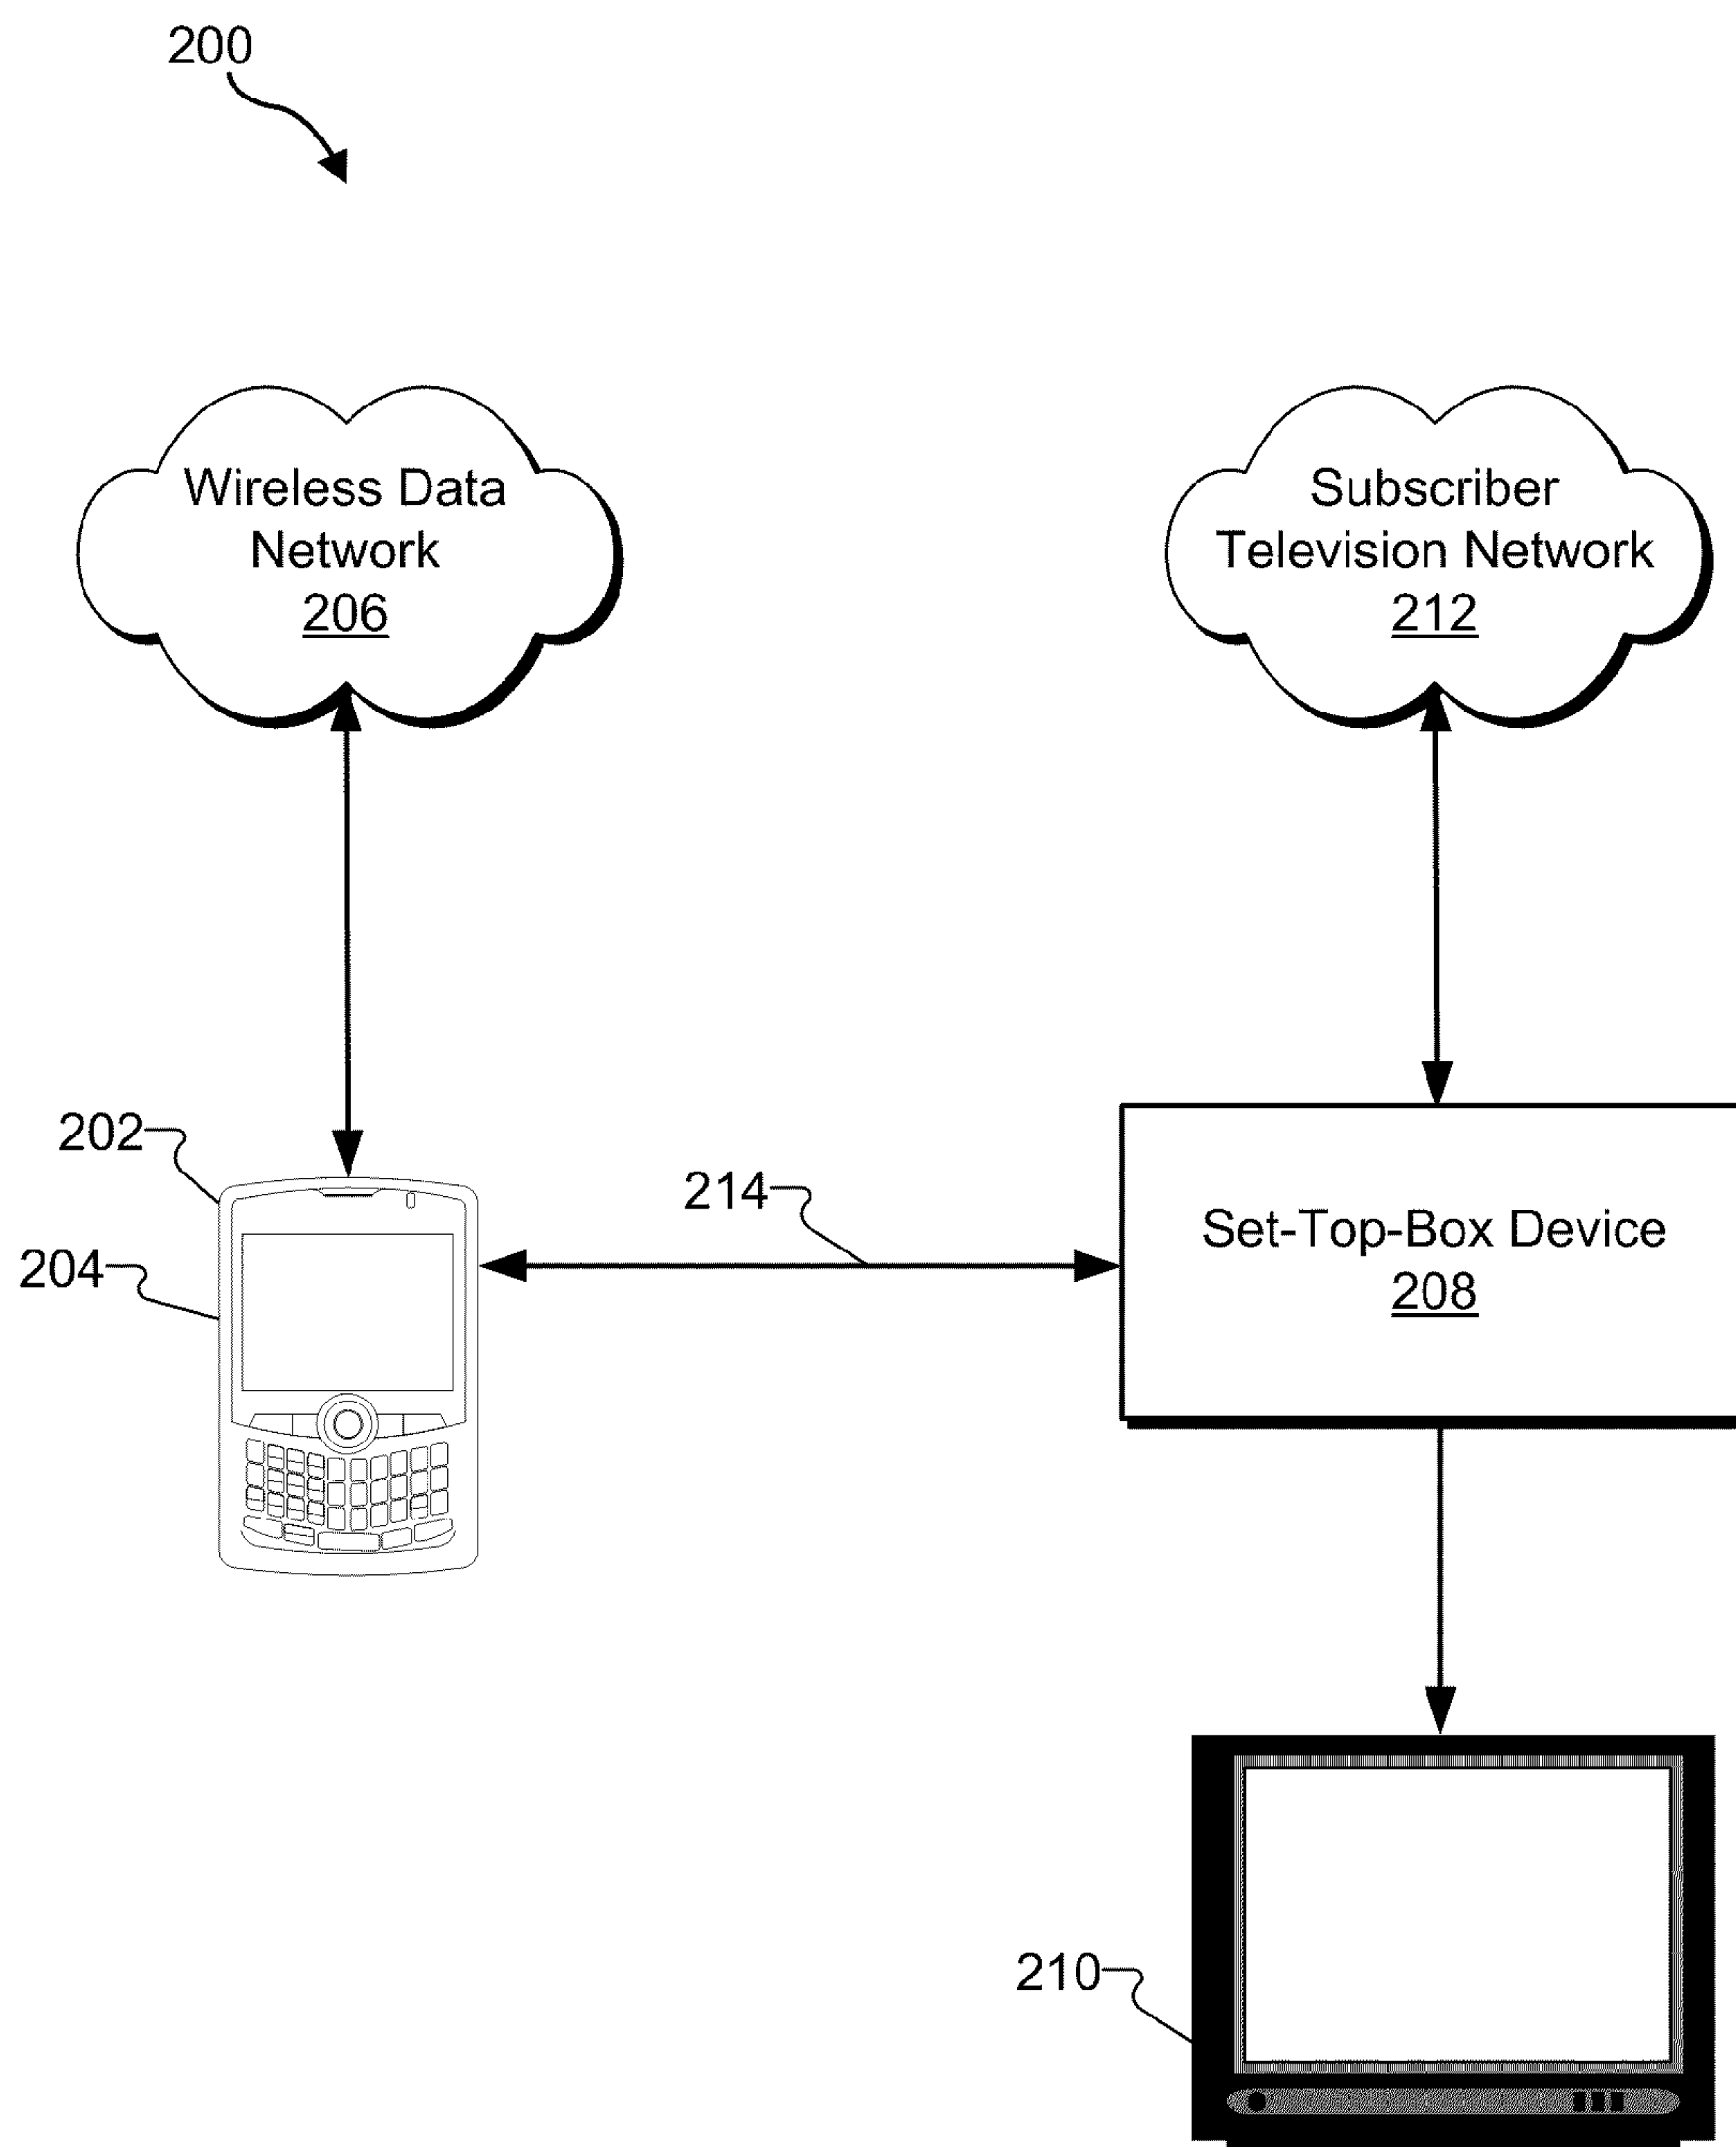 200
Wireless Data
Network
206
Subscriber
Television Network
212
202
204
214
Set-Top-Box Device
208
210